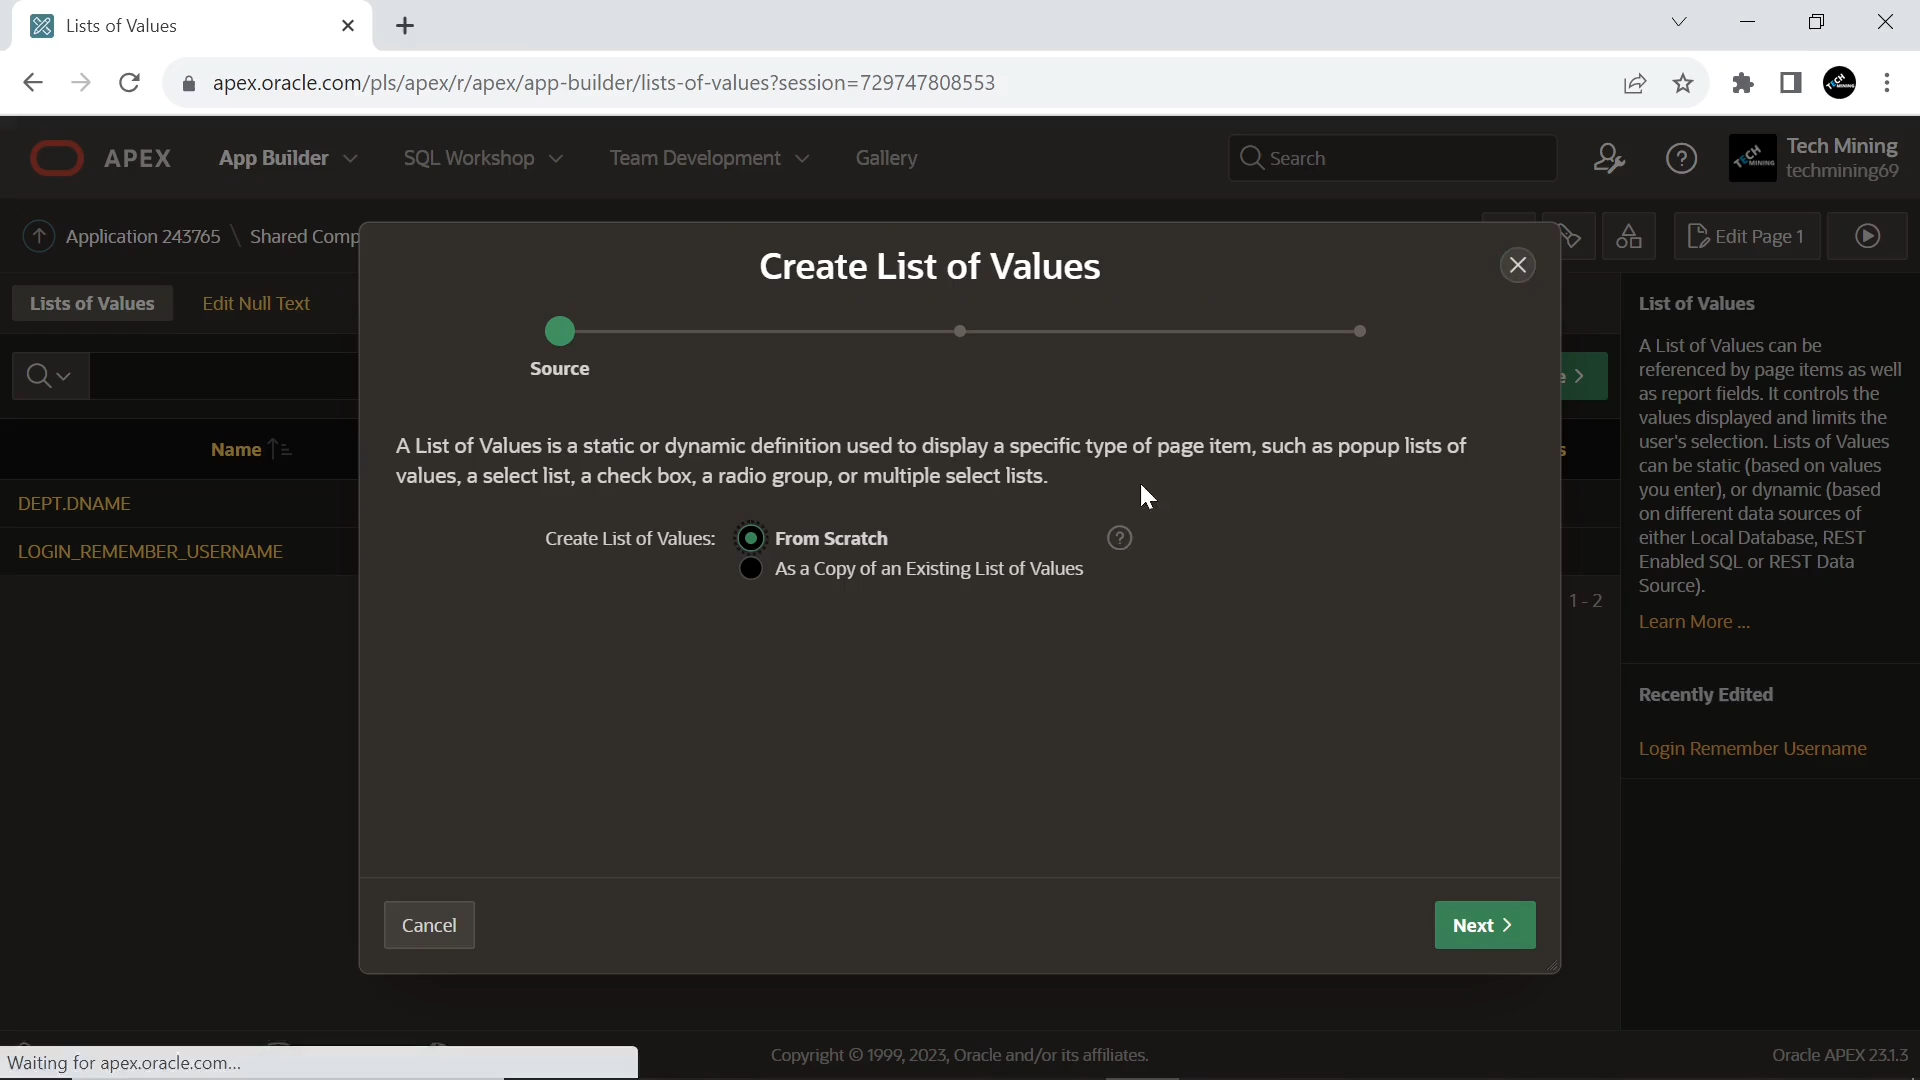 Lists of Values
apex.oracle.com/pls/apex/r/apex/app-builder/lists-of-values?session=729747808553
APEX App Builder SQL Workshop Team Development Gallery Search Tech Mining
techmining69
Application 243765 \ Shared Comp Edit Page 1
Create List of Values
Lists of Values Edit Null Text
Source
Name
DEPT.DNAME
LOGIN_REMEMBER_USERNAME
A List of Values is a static or dynamic definition used to display a specific type of page item, such as popup lists of
values, a select list, a check box, a radio group, or multiple select lists.
Create List of Values: From Scratch
As a Copy of an Existing List of Values
1 - 2
Cancel Next
List of Values
A List of Values can be
referenced by page items as well
as report fields. It controls the
values displayed and limits the
user's selection. Lists of Values
can be static (based on values
you enter), or dynamic (based
on different data sources of
either Local Database, REST
Enabled SQL or REST Data
Source).
Learn More ...
Recently Edited
Login Remember Username
Waiting for apex.oracle.com...
Copyright © 1999, 2023, Oracle and/or its affiliates.
Oracle APEX 23.1.3